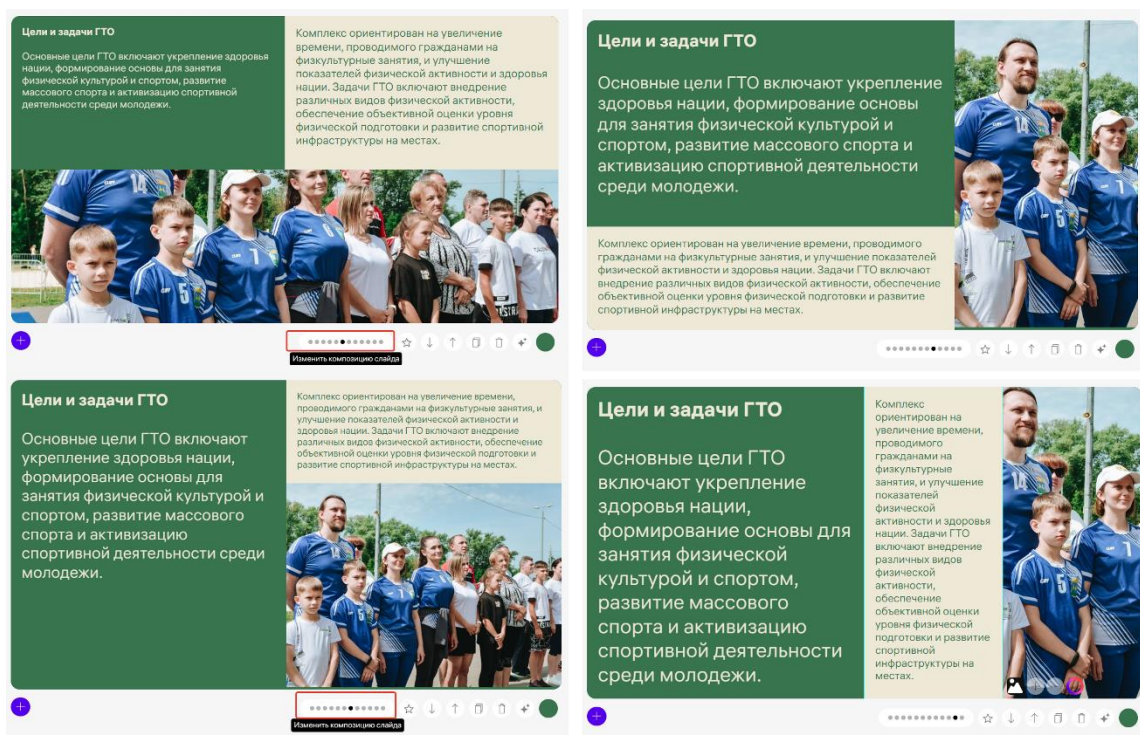 Цели и задачи ГТО
Основные цели ГТО включают укрепление здоровья
нации, формирование основы для занятия
физической культурой и спортом, развитие
массового спорта и активизацию спортивной
деятельности среди молодежи.
Комплекс ориентирован на увеличение
времени, проводимого гражданами на
физкультурные занятия, и улучшение
показателей физической активности и здоровья
нации. Задачи ГТО включают внедрение
различных видов физической активности,
обеспечение объективной оценки уровня
физической подготовки и развитие спортивной
инфраструктуры на местах.
14
5
6
7
Изменить композицию слайда
Цели и задачи ГТО
Основные цели ГТО включают укрепление
здоровья нации, формирование основы
для занятия физической культурой и
спортом, развитие массового спорта и
активизацию спортивной деятельности
среди молодежи.
Комплекс ориентирован на увеличение времени, проводимого
гражданами на физкультурные занятия, и улучшение показателей
физической активности и здоровья нации. Задачи ГТО включают
внедрение различных видов физической активности, обеспечение
объективной оценки уровня физической подготовки и развитие
спортивной инфраструктуры на местах.
14
5
7
Цели и задачи ГТО
Основные цели ГТО включают
укрепление здоровья нации,
формирование основы для
занятия физической культурой и
спортом, развитие массового
спорта и активизацию
спортивной деятельности среди
молодежи.
Комплекс ориентирован на увеличение времени,
проводимого гражданами на физкультурные занятия, и
улучшение показателей физической активности и
здоровья нации. Задачи ГТО включают внедрение
различных видов физической активности, обеспечение
объективной оценки уровня физической подготовки и
развитие спортивной инфраструктуры на местах.
Изменить композицию слайда
Цели и задачи ГТО
Основные цели ГТО
включают укрепление
здоровья нации,
формирование основы для
занятия физической
культурой и спортом,
развитие массового
спорта и активизацию
спортивной деятельности
среди молодежи.
Комплекс
ориентирован на
увеличение времени,
проводимого
гражданами на
физкультурные
занятия, и улучшение
показателей
физической
активности и здоровья
нации. Задачи ГТО
включают внедрение
различных видов
физической
активности,
обеспечение
объективной оценки
уровня физической
подготовки и развитие
спортивной
инфраструктуры на
местах.
14
5
7